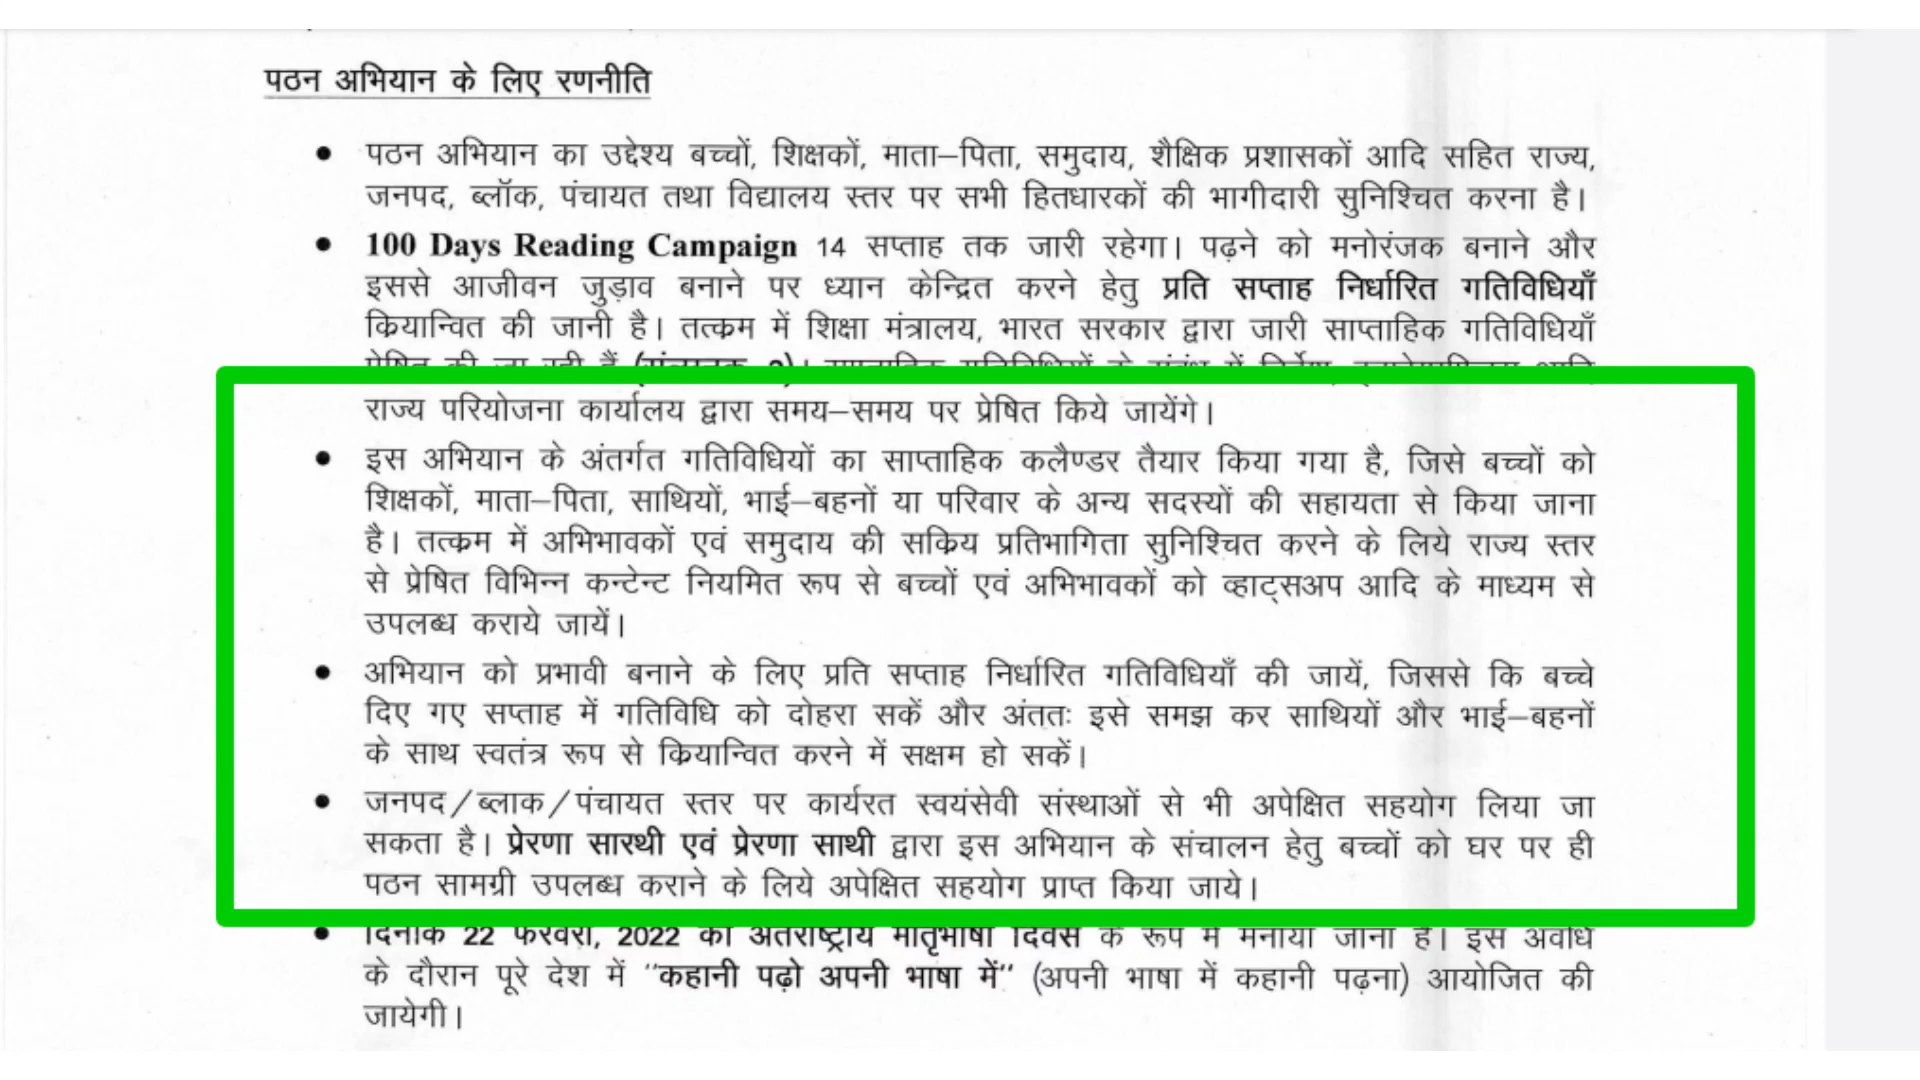 पठन अभियान के लिए रणनीति
● पठन अभियान का उद्देश्य बच्चों, शिक्षकों, माता–पिता, समुदाय, शैक्षिक प्रशासकों आदि सहित राज्य,
जनपद, ब्लॉक, पंचायत तथा विद्यालय स्तर पर सभी हितधारकों की भागीदारी सुनिश्चित करना है।
● 100 Days Reading Campaign 14 सप्ताह तक जारी रहेगा। पढ़ने को मनोरंजक बनाने और
इससे आजीवन जुड़ाव बनाने पर ध्यान केन्द्रित करने हेतु प्रति सप्ताह निर्धारित गतिविधियाँ
क्रियान्वित की जानी है। तत्क्रम में शिक्षा मंत्रालय, भारत सरकार द्वारा जारी साप्ताहिक गतिविधियाँ
प्रेषित की जा रही हैं
राज्य परियोजना कार्यालय द्वारा समय–समय पर प्रेषित किये जायेंगे।
● इस अभियान के अंतर्गत गतिविधियों का साप्ताहिक कलैण्डर तैयार किया गया है, जिसे बच्चों को
शिक्षकों, माता–पिता, साथियों, भाई–बहनों या परिवार के अन्य सदस्यों की सहायता से किया जाना
है। तत्क्रम में अभिभावकों एवं समुदाय की सक्रिय प्रतिभागिता सुनिश्चित करने के लिये राज्य स्तर
से प्रेषित विभिन्न कन्टेन्ट नियमित रूप से बच्चों एवं अभिभावकों को व्हाट्सअप आदि के माध्यम से
उपलब्ध कराये जायें।
● अभियान को प्रभावी बनाने के लिए प्रति सप्ताह निर्धारित गतिविधियाँ की जायें, जिससे कि बच्चे
दिए गए सप्ताह में गतिविधि को दोहरा सकें और अंततः इसे समझ कर साथियों और भाई–बहनों
के साथ स्वतंत्र रूप से क्रियान्वित करने में सक्षम हो सकें।
● जनपद/ब्लाक/पंचायत स्तर पर कार्यरत स्वयंसेवी संस्थाओं से भी अपेक्षित सहयोग लिया जा
सकता है। प्रेरणा सारथी एवं प्रेरणा साथी द्वारा इस अभियान के संचालन हेतु बच्चों को घर पर ही
पठन सामग्री उपलब्ध कराने के लिये अपेक्षित सहयोग प्राप्त किया जाये।
● दिनांक 22 फरवरी, 2022 को अंतर्राष्ट्रीय मातृभाषा दिवस के रूप में मनाया जाना है। इस अवधि
के दौरान पूरे देश में "कहानी पढ़ो अपनी भाषा में" (अपनी भाषा में कहानी पढ़ना) आयोजित की
जायेगी।